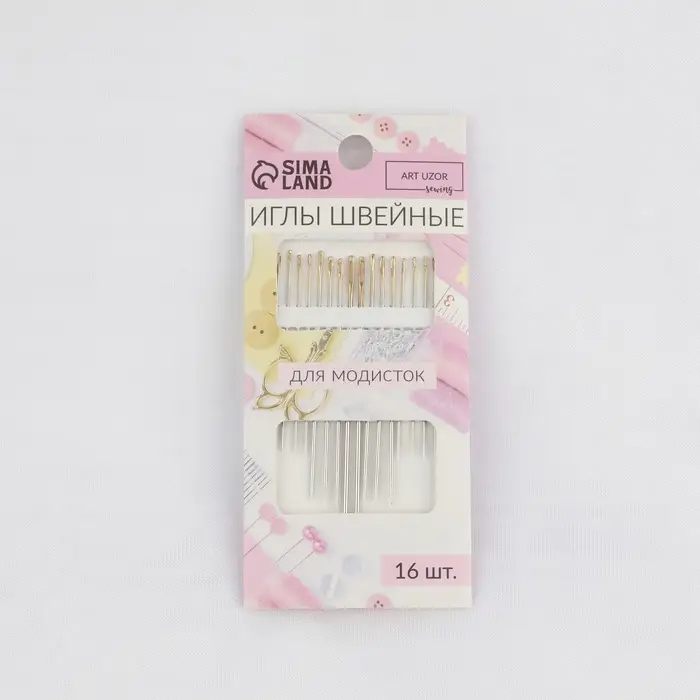 SIMA
LAND
ART UZOR
sewing
ИГЛЫ ШВЕЙНЫЕ
ДЛЯ МОДИСТОК
16 шт.